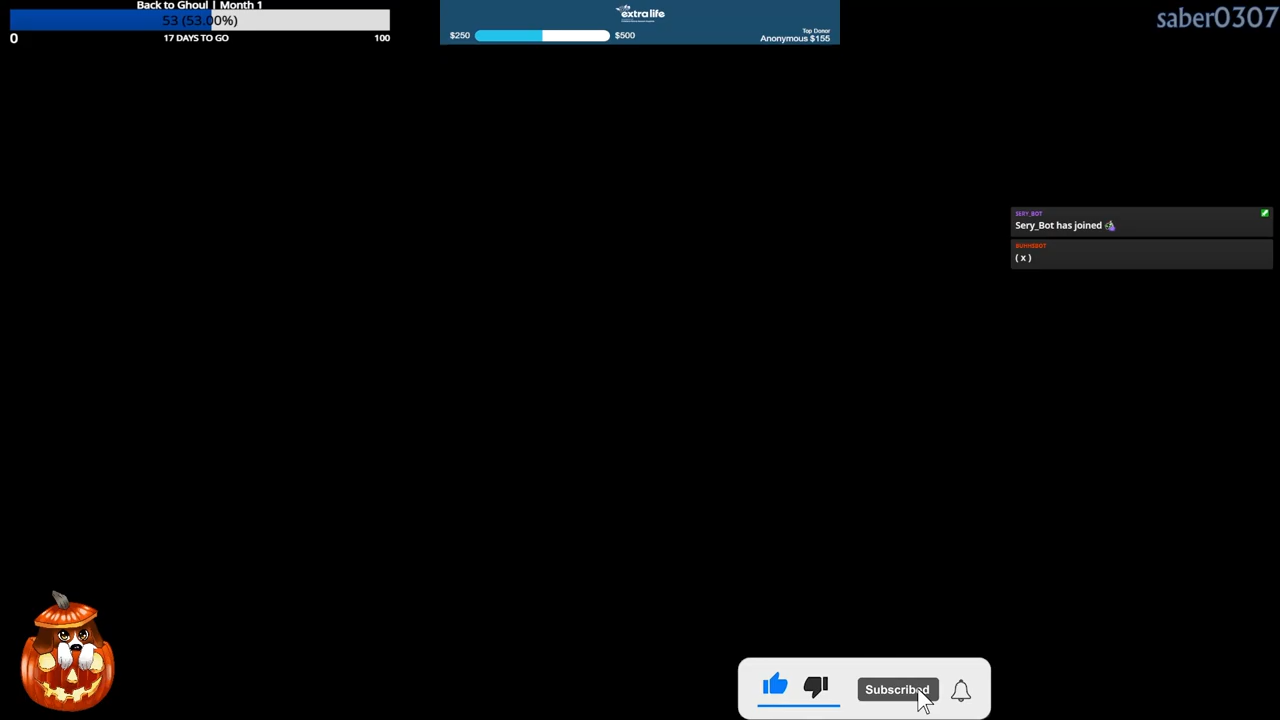 Back to Ghoul | Month 1
53 (53.00%)
0
17 DAYS TO GO
100
extra life
$250
$500
Top Donor
Anonymous $155
saber0307
SERY_BOT
Sery_Bot has joined
( x )
Subscribed